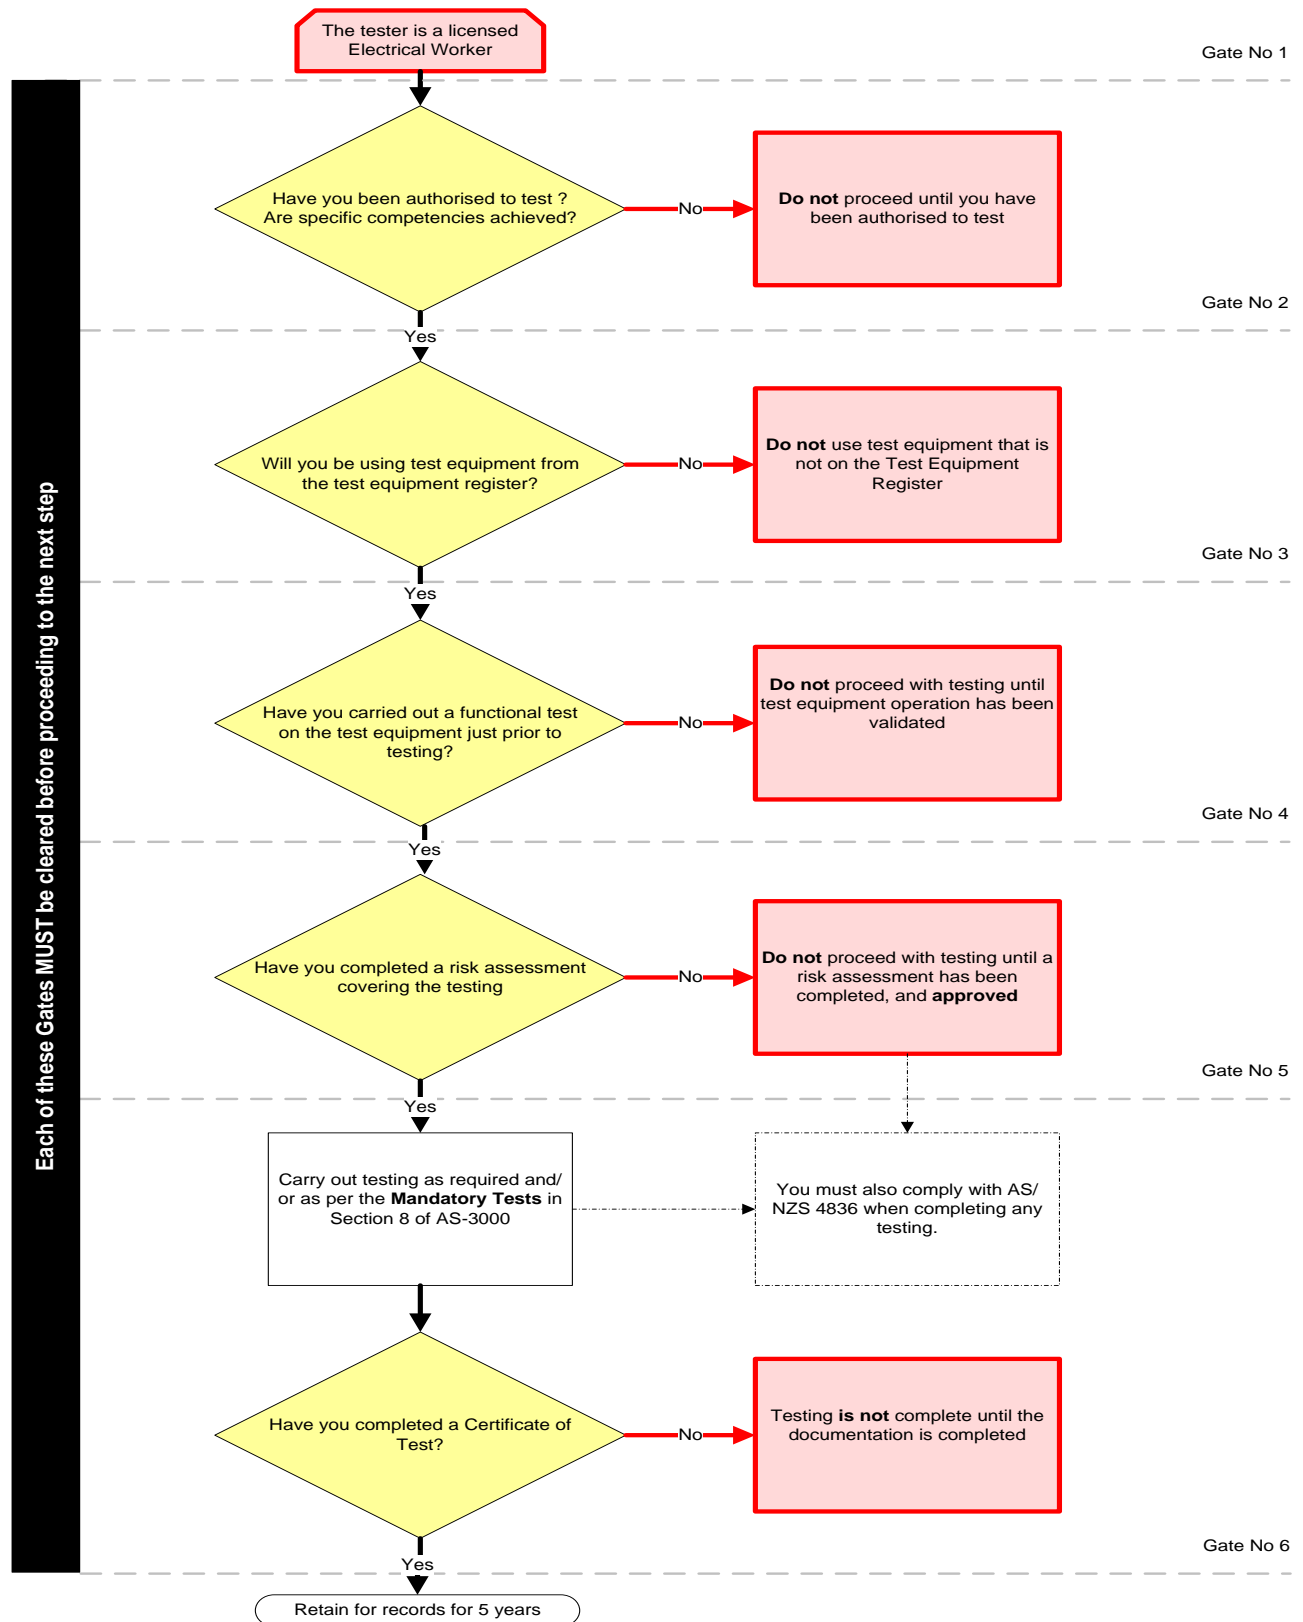 The tester is a licensed
Electrical Worker
Gate No 1
Each of these Gates MUST be cleared before proceeding to the next step
Have you been authorised to test ?
Are specific competencies achieved?
No
Do not proceed until you have
been authorised to test
Gate No 2
Yes
Will you be using test equipment from
the test equipment register?
No
Do not use test equipment that is
not on the Test Equipment
Register
Gate No 3
Yes
Have you carried out a functional test
on the test equipment just prior to
testing?
No
Do not proceed with testing until
test equipment operation has been
validated
Gate No 4
Yes
Have you completed a risk assessment
covering the testing
No
Do not proceed with testing until a
risk assessment has been
completed, and approved
Gate No 5
Yes
Carry out testing as required and/
or as per the Mandatory Tests in
Section 8 of AS-3000
You must also comply with AS/
NZS 4836 when completing any
testing.
Have you completed a Certificate of
Test?
No
Testing is not complete until the
documentation is completed
Gate No 6
Yes
Retain for records for 5 years